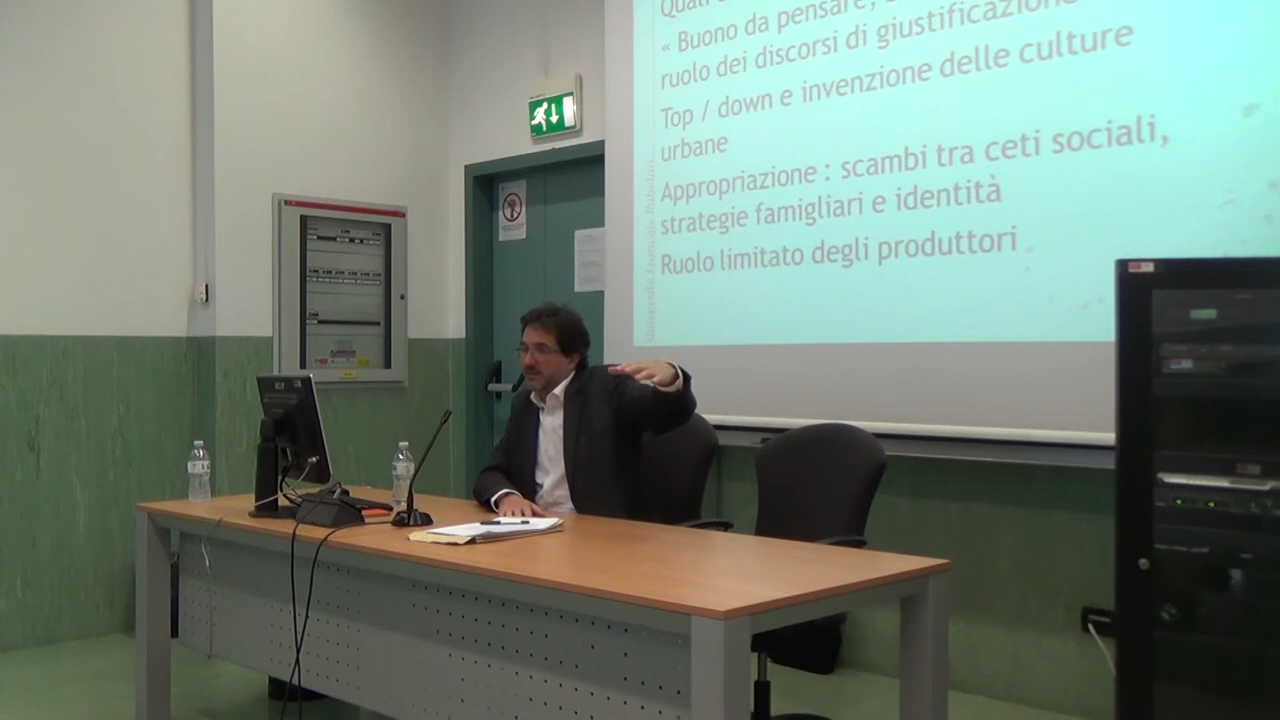 Quali
« Buono da pensare,
ruolo dei discorsi di giustificazione
Top / down e invenzione delle culture
urbane
Appropriazione : scambi tra ceti sociali,
strategie famigliari e identità
Ruolo limitato degli produttori